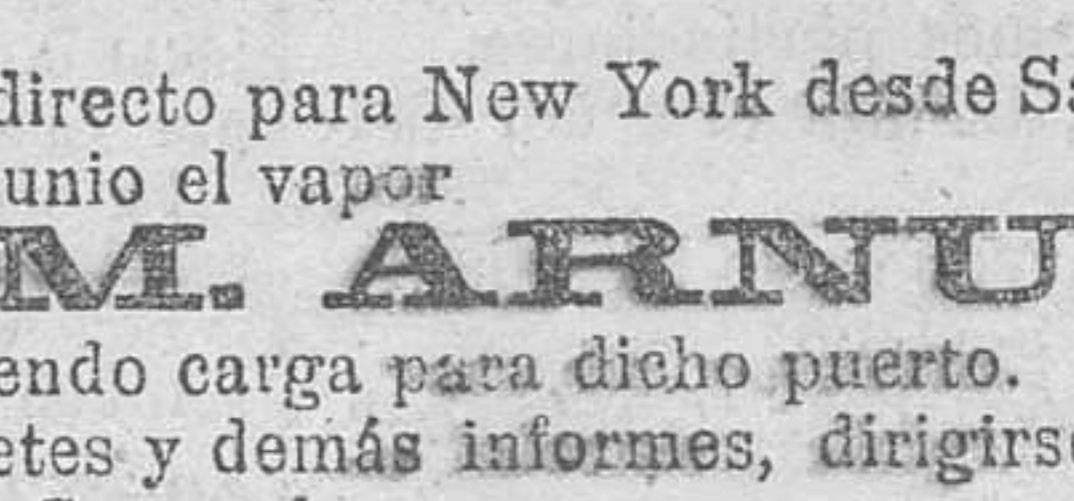 directo para New York desde Sa
unio el vapor
M. ARNU
endo carga para dicho puerto.
etes y demás informes, dirigirse